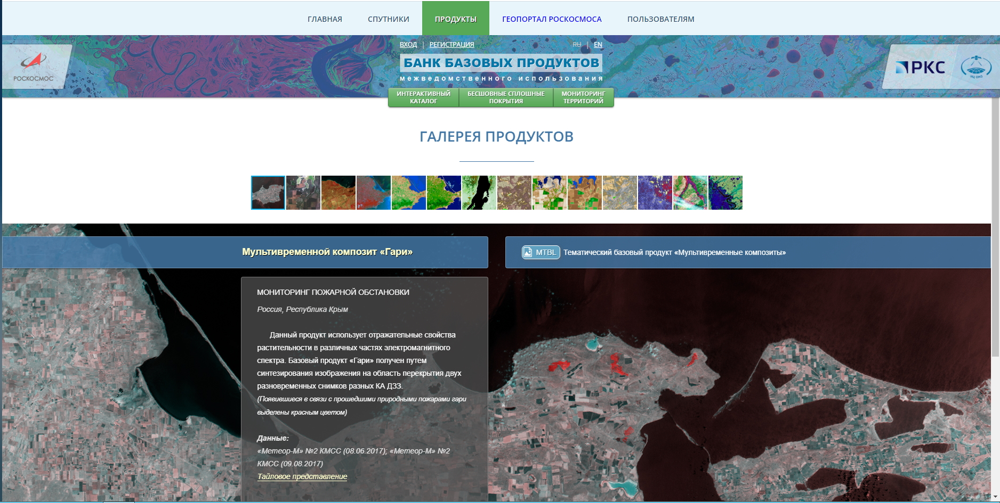 ГЛАВНАЯ СПУТНИКИ ПРОДУКТЫ ГЕОПОРТАЛ РОСКОСМОСА ПОЛЬЗОВАТЕЛЯМ
ВХОД | РЕГИСТРАЦИЯ RU | EN
РОСКОСМОС
БАНК БАЗОВЫХ ПРОДУКТОВ
межведомственного использования
РКС
НЦ ОМЗ
ИНТЕРАКТИВНЫЙ КАТАЛОГ
БЕСШОВНЫЕ СПЛОШНЫЕ ПОКРЫТИЯ
МОНИТОРИНГ ТЕРРИТОРИЙ
ГАЛЕРЕЯ ПРОДУКТОВ
Мультивременной композит «Гари»
MTBL Тематический базовый продукт «Мультивременные композиты»
МОНИТОРИНГ ПОЖАРНОЙ ОБСТАНОВКИ
Россия, Республика Крым
Данный продукт использует отражательные свойства
растительности в различных частях электромагнитного
спектра. Базовый продукт «Гари» получен путем
синтезирования изображения на область перекрытия двух
разновременных снимков разных КА ДЗЗ.
(Появившиеся в связи с прошедшими природными пожарами гари
выделены красным цветом)
Данные:
«Метеор-М» №2 КМСС (08.06.2017); «Метеор-М» №2
КМСС (09.08.2017)
Тайловое представление